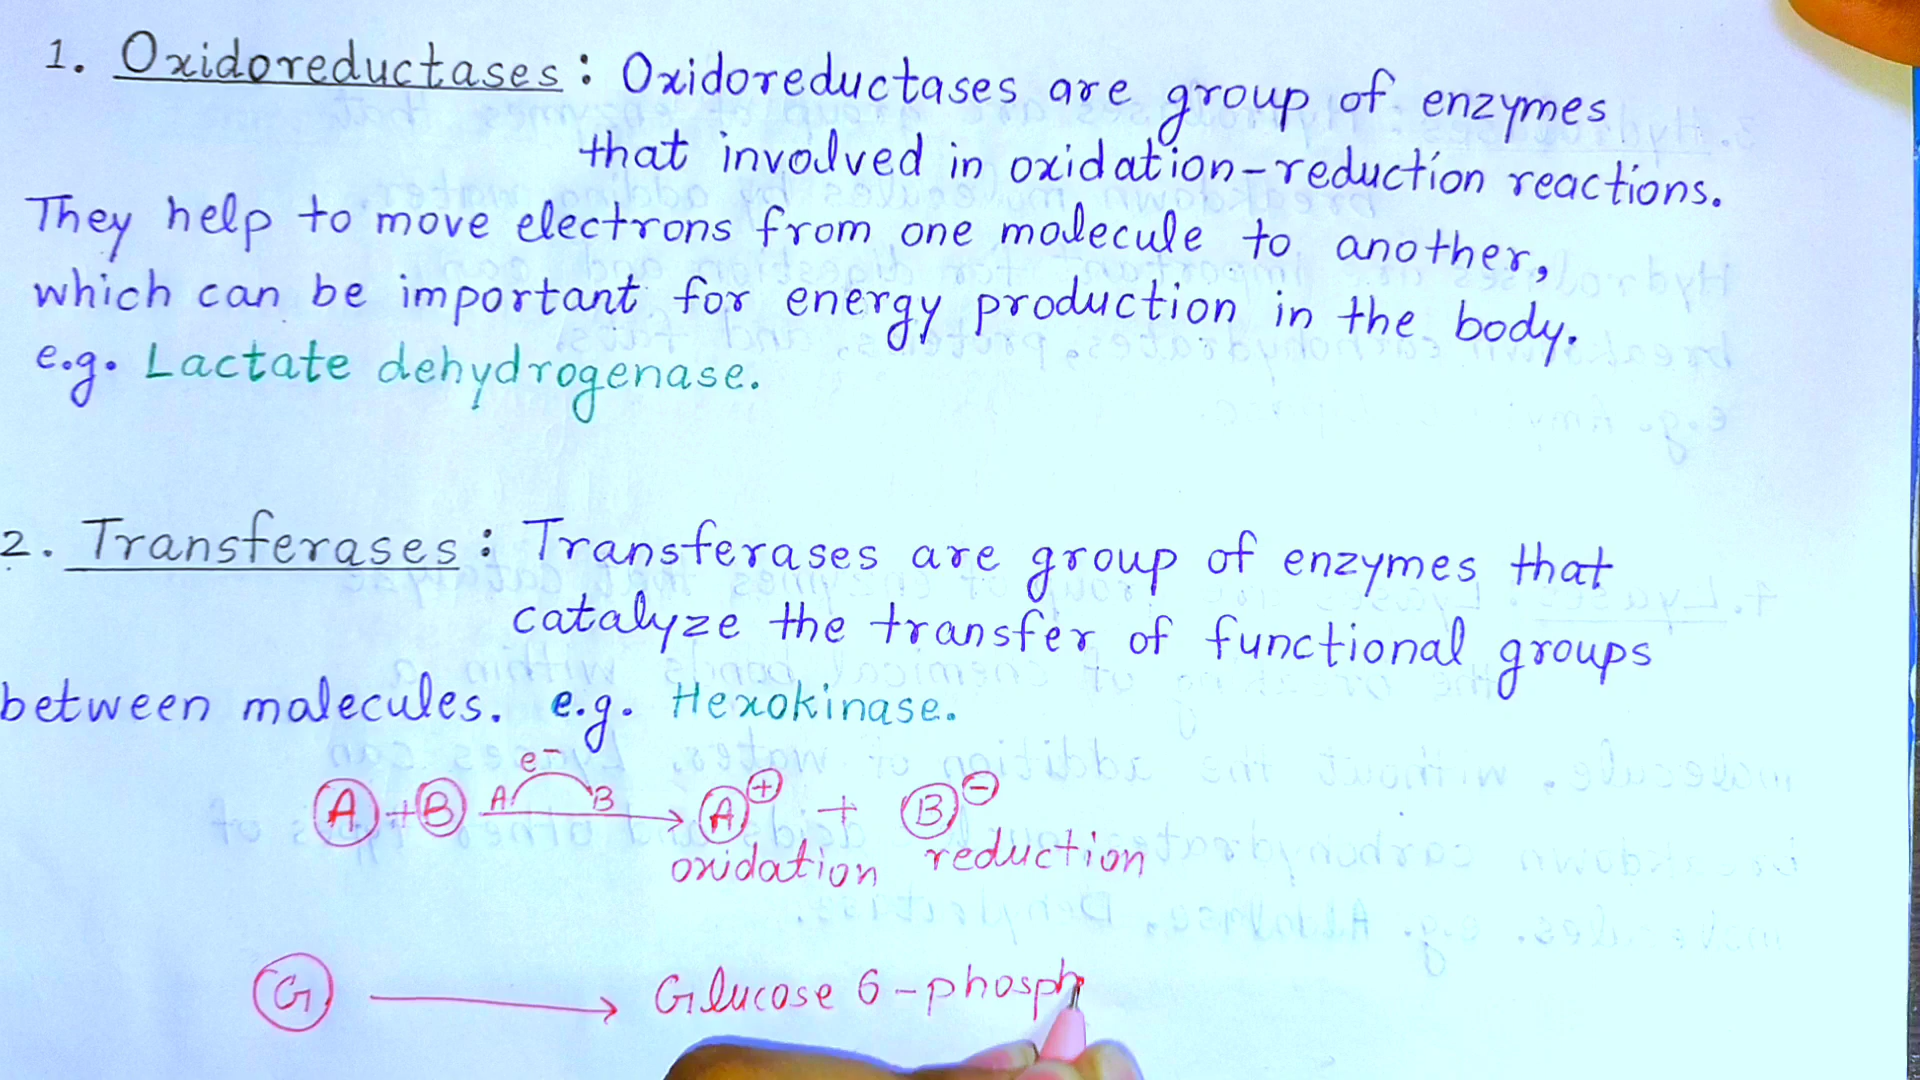 1. Oxidoreductases: Oxidoreductases are group of enzymes
that involved in oxidation-reduction reactions.
They help to move electrons from one molecule to another,
which can be important for energy production in the body.
e.g. Lactate dehydrogenase.
2. Transferases: Transferases are group of enzymes that
catalyze the transfer of functional groups
between malecules. e.g. Hexokinase.
e-
A + B A B → A+ + B-
oxidation reduction
G → Glucose 6-phosph